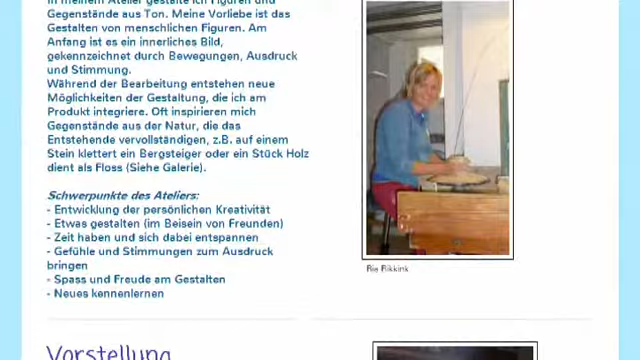 In meinem Atelier gestalte ich Figuren und
Gegenstände aus Ton. Meine Vorliebe ist das
Gestalten von menschlichen Figuren. Am
Anfang ist es ein innerliches Bild,
gekennzeichnet durch Bewegungen, Ausdruck
und Stimmung.
Während der Bearbeitung entstehen neue
Möglichkeiten der Gestaltung, die ich am
Produkt integriere. Oft inspirieren mich
Gegenstände aus der Natur, die das
Entstehende vervollständigen, z.B. auf einem
Stein klettert ein Bergsteiger oder ein Stück Holz
dient als Floss (Siehe Galerie).
Schwerpunkte des Ateliers:
- Entwicklung der persönlichen Kreativität
- Etwas gestalten (im Beisein von Freunden)
- Zeit haben und sich dabei entspannen
- Gefühle und Stimmungen zum Ausdruck
bringen
- Spass und Freude am Gestalten
- Neues kennenlernen
Vorstellung